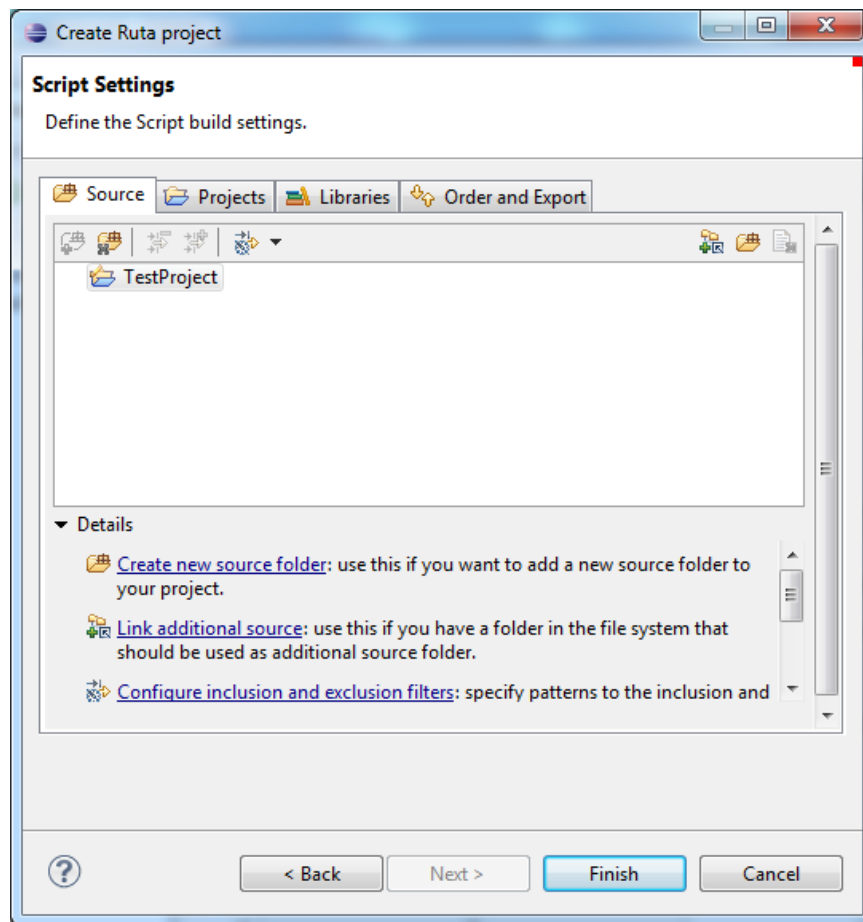 Create Ruta project
Script Settings
Define the Script build settings.
Source
Projects
Libraries
Order and Export
TestProject
Details
Create new source folder: use this if you want to add a new source folder to
your project.
Link additional source: use this if you have a folder in the file system that
should be used as additional source folder.
Configure inclusion and exclusion filters: specify patterns to the inclusion and
?
< Back
Next >
Finish
Cancel